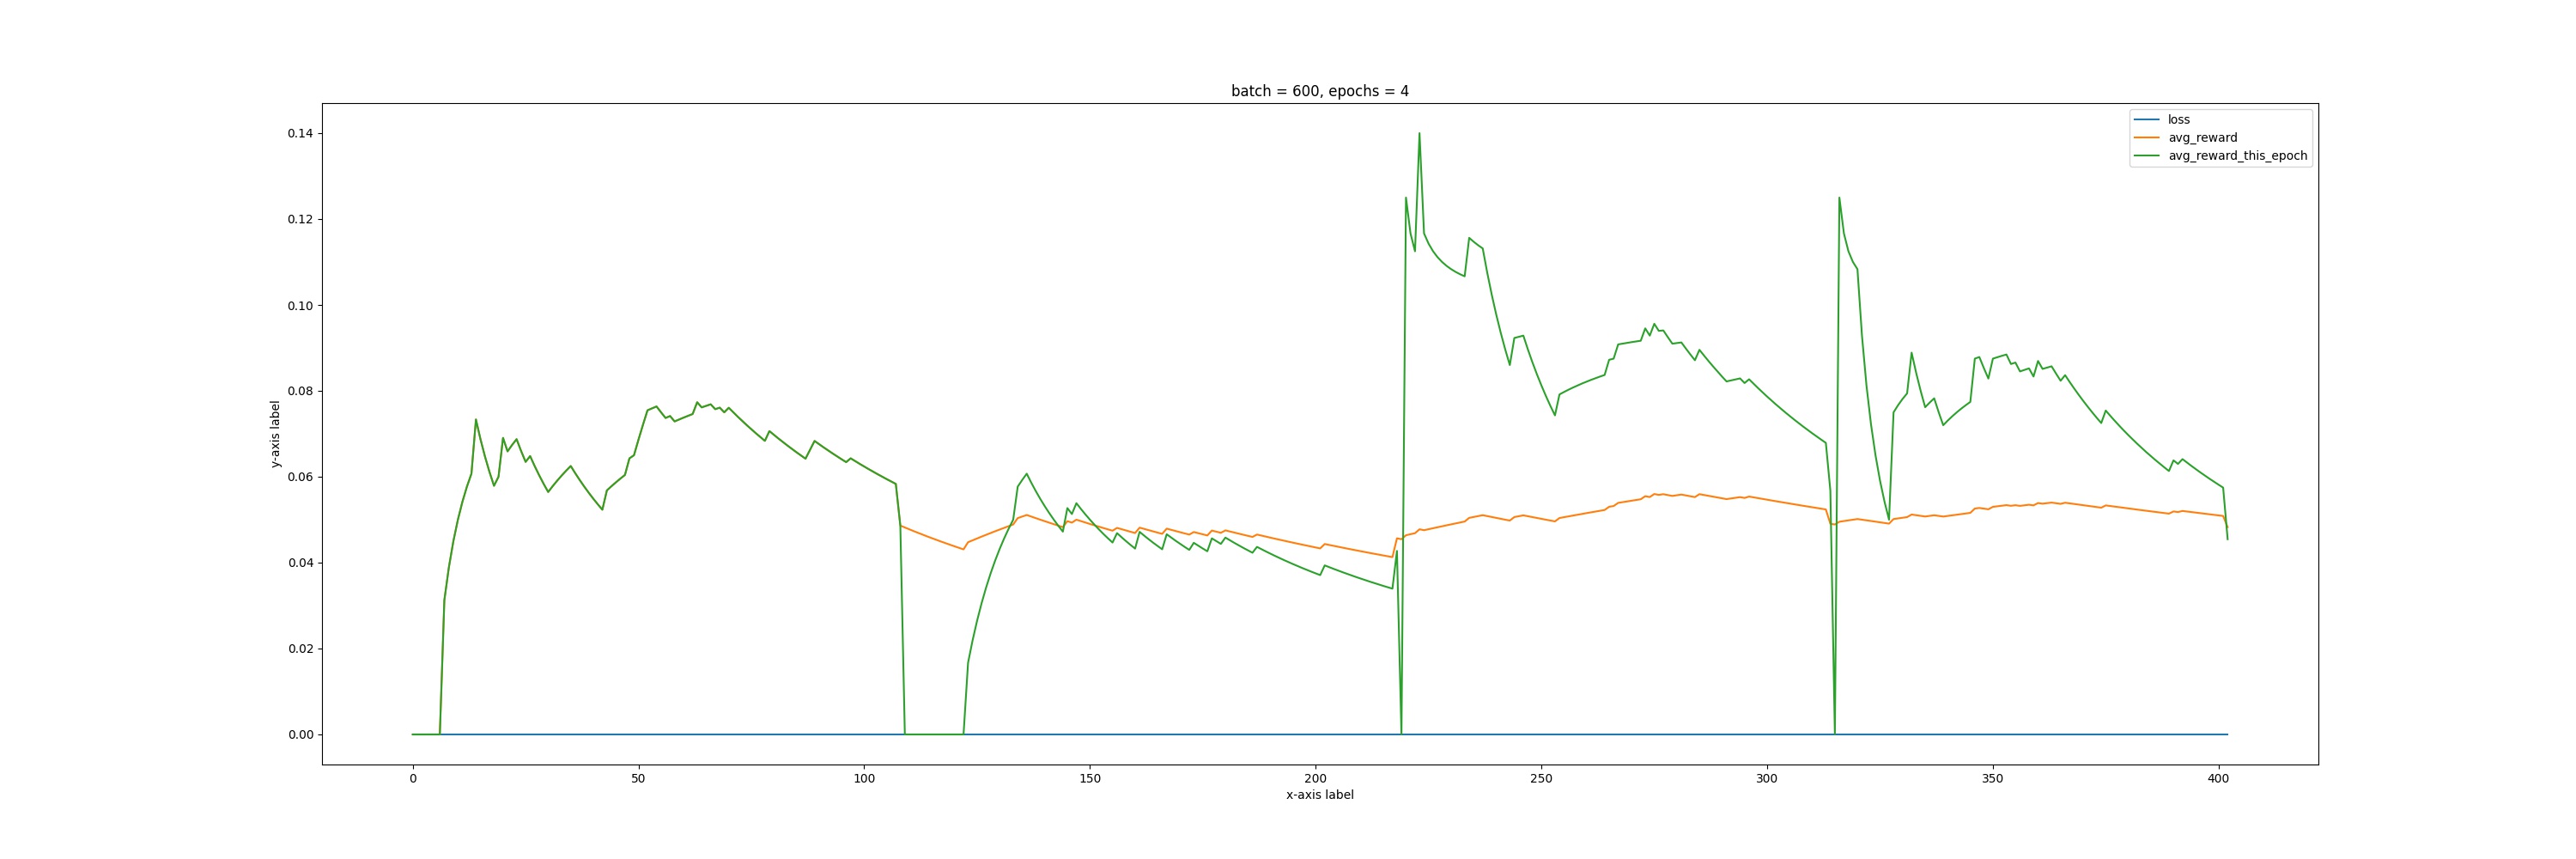 batch = 600, epochs = 4
loss
avg_reward
avg_reward_this_epoch
y-axis label
0.14
0.12
0.10
0.08
0.06
0.04
0.02
0.00
0 50 100 150 200 250 300 350 400
x-axis label